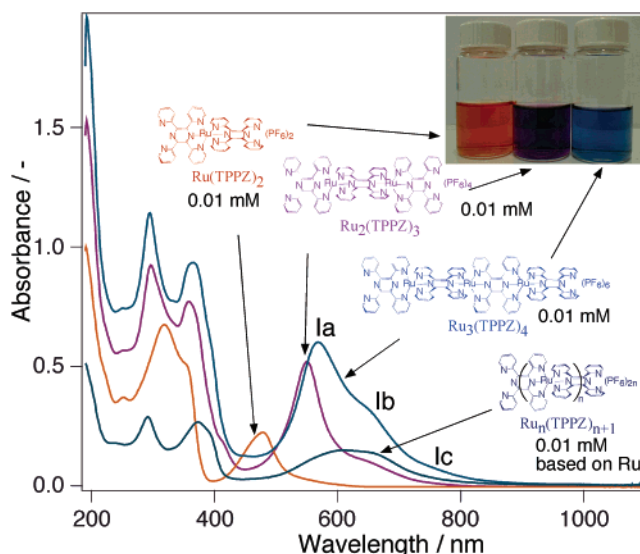 Absorbance / -
1.5
1.0
0.5
0.0
(PF₆)₂
Ru(TPPZ)₂
0.01 mM
(PF₆)₄
Ru₂(TPPZ)₃
0.01 mM
(PF₆)₆
Ru₃(TPPZ)₄
0.01 mM
(PF₆)₂ₙ
n
Ruₙ(TPPZ)ₙ₊₁
0.01 mM
based on Ru
Ia
Ib
Ic
200 400 600 800 1000
Wavelength / nm